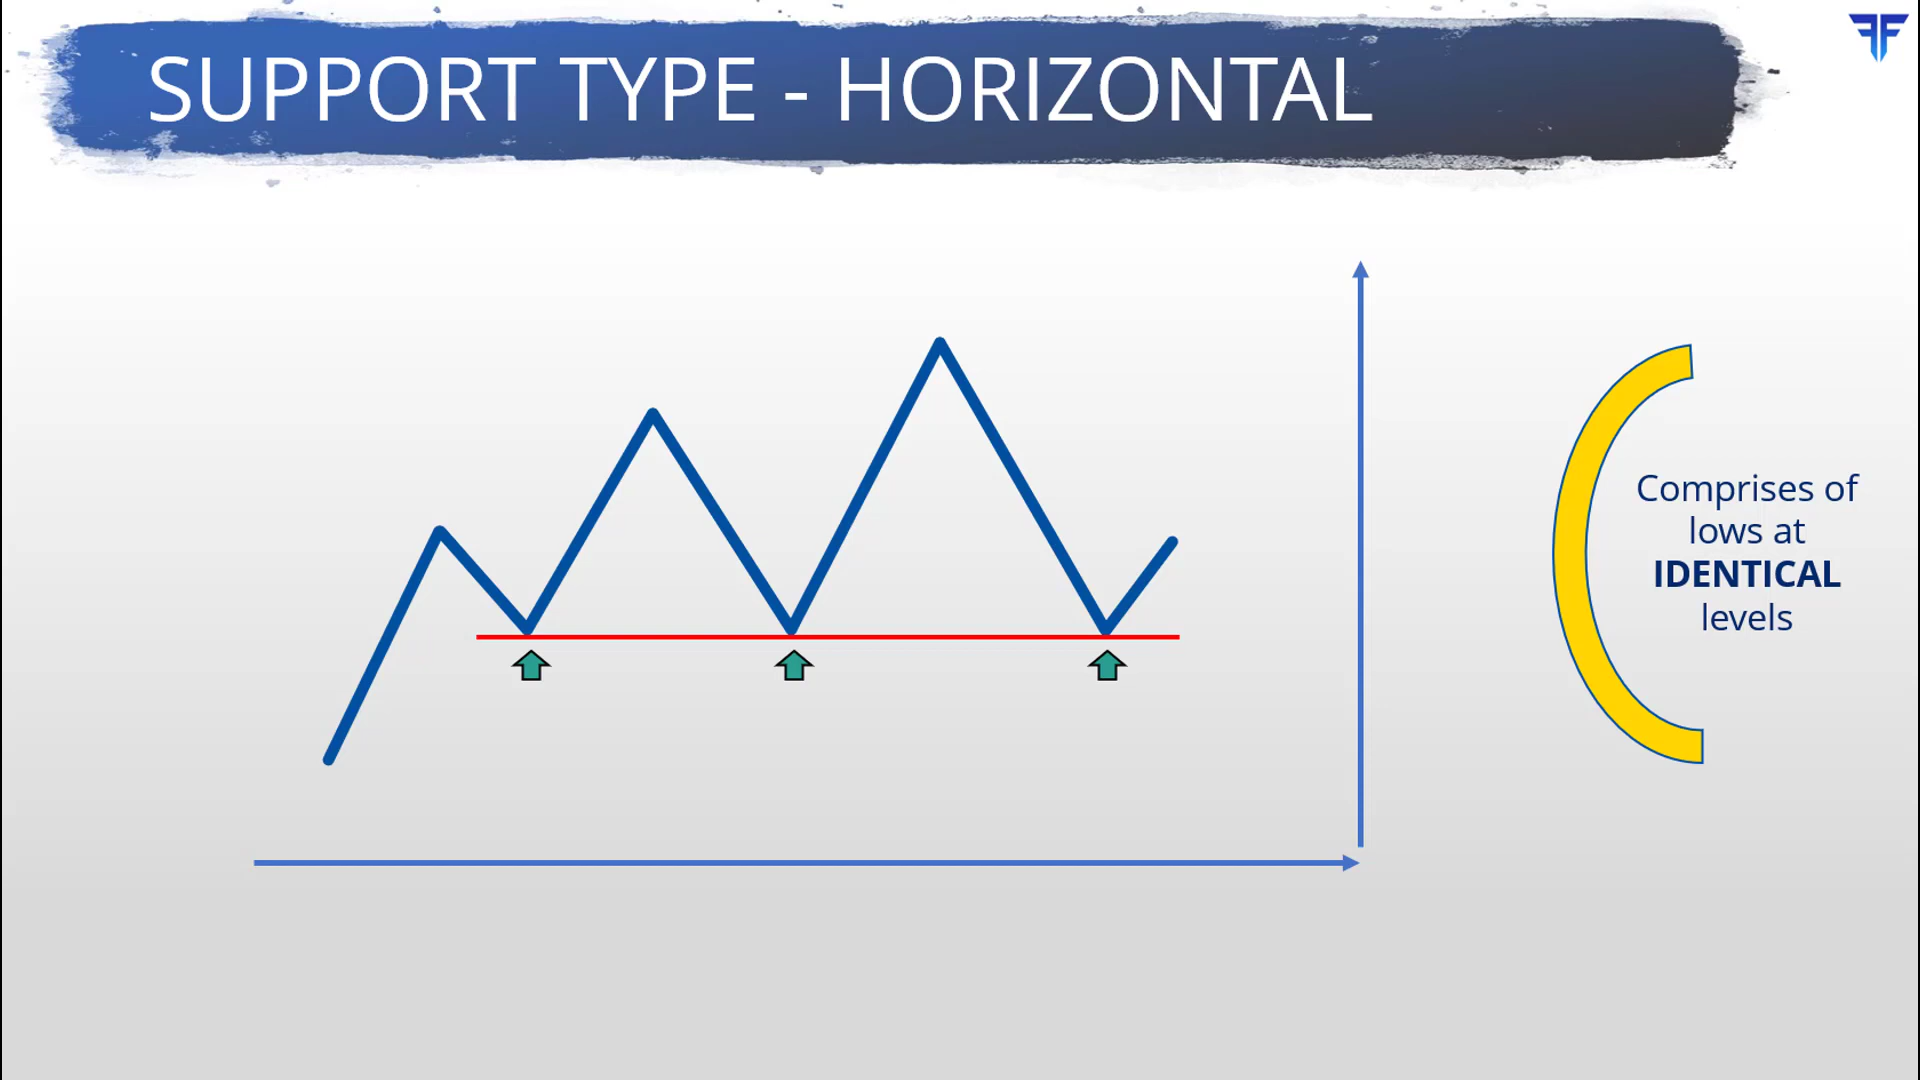 SUPPORT TYPE - HORIZONTAL
Comprises of
lows at
IDENTICAL
levels